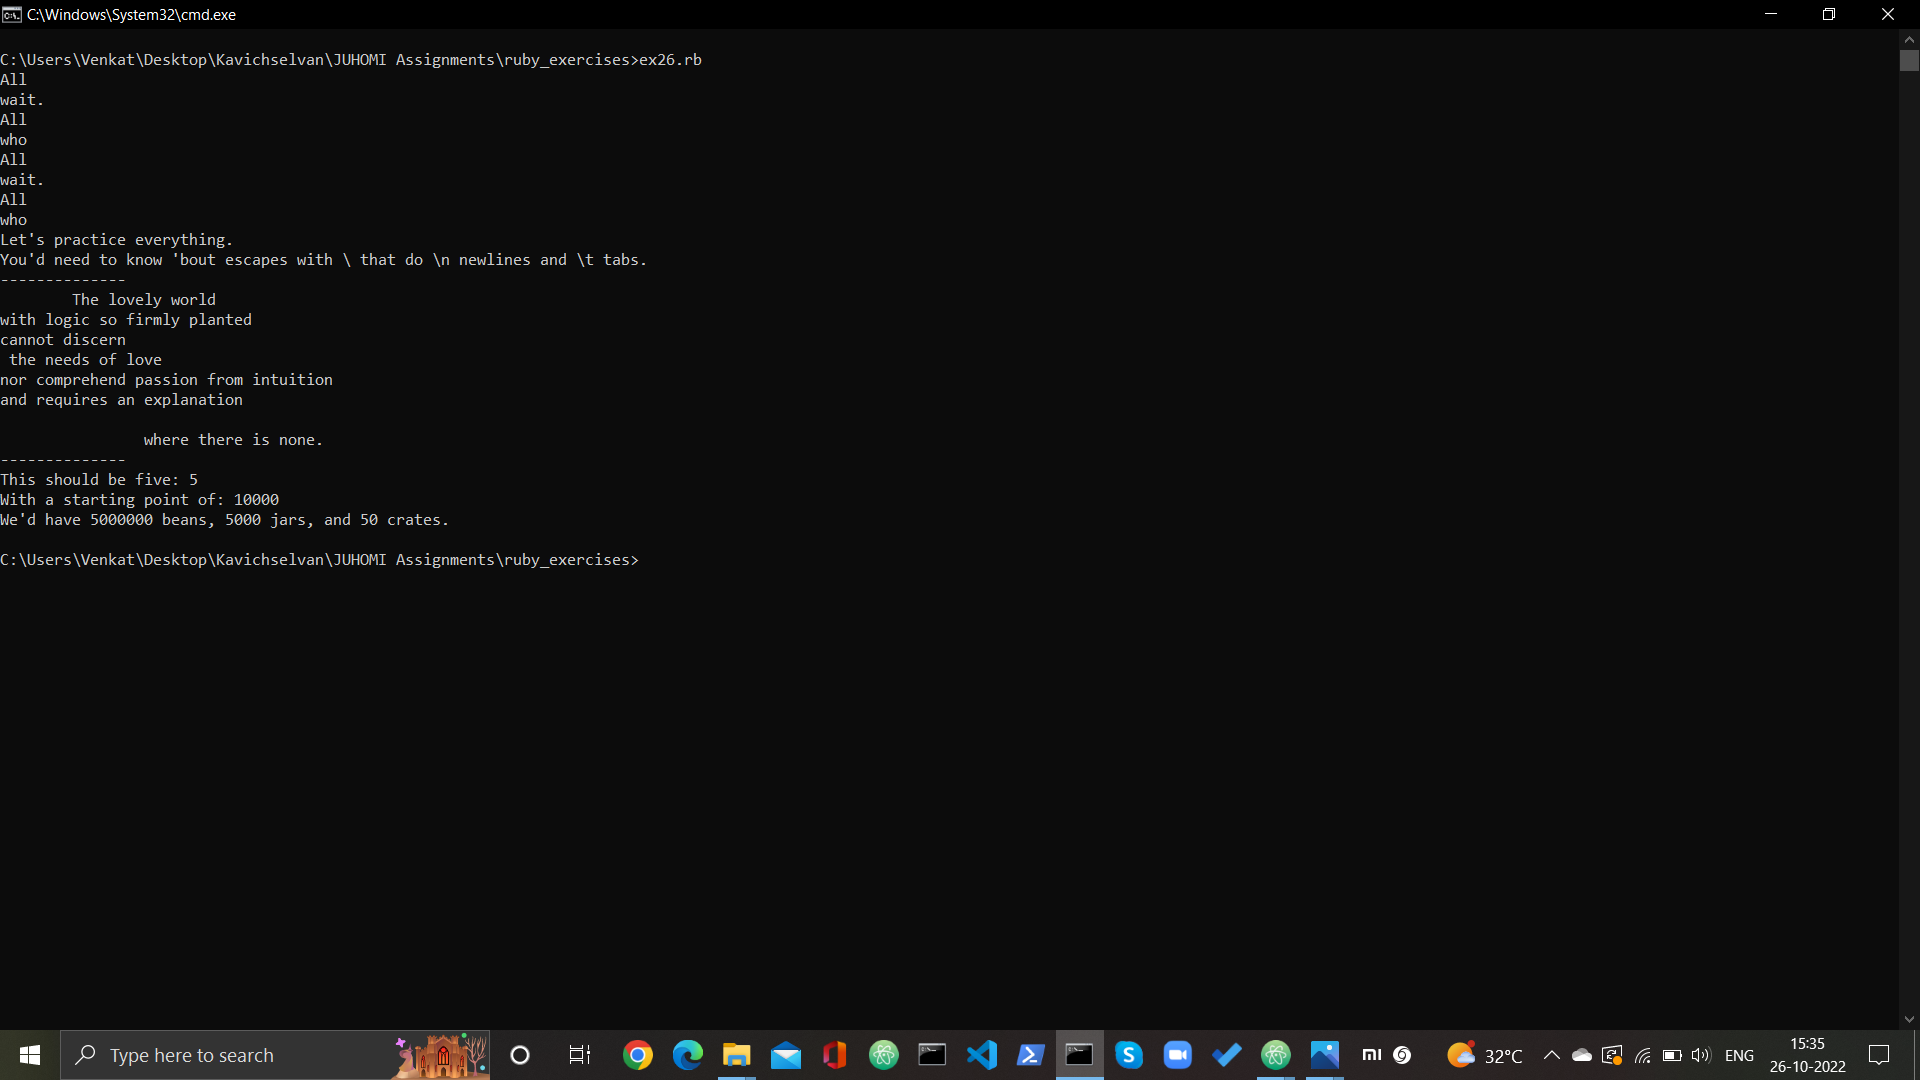 C:\Windows\System32\cmd.exe
C:\Users\Venkat\Desktop\Kavichselvan\JUHOMI Assignments\ruby_exercises>ex26.rb
All
wait.
All
who
All
wait.
All
who
Let's practice everything.
You'd need to know 'bout escapes with \ that do \n newlines and \t tabs.
--------------
        The lovely world
with logic so firmly planted
cannot discern
 the needs of love
nor comprehend passion from intuition
and requires an explanation

                where there is none.
--------------
This should be five: 5
With a starting point of: 10000
We'd have 5000000 beans, 5000 jars, and 50 crates.

C:\Users\Venkat\Desktop\Kavichselvan\JUHOMI Assignments\ruby_exercises>
Type here to search
32°C
ENG
15:35
26-10-2022